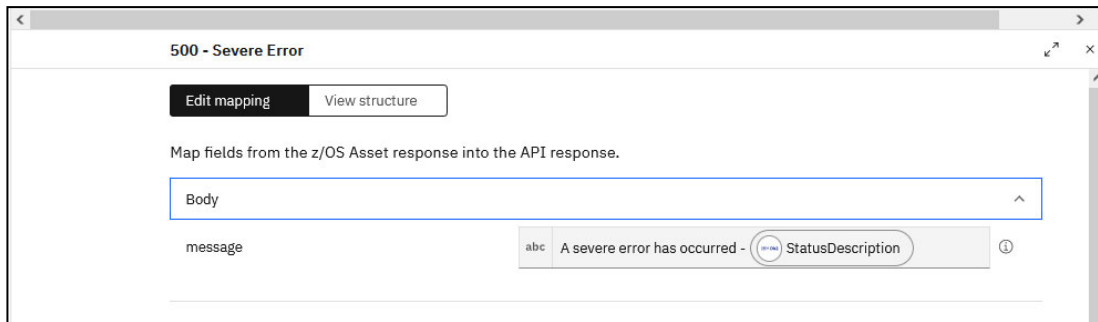 500 - Severe Error
Edit mapping
View structure
Map fields from the z/OS Asset response into the API response.
Body
message
abc A severe error has occurred - StatusDescription